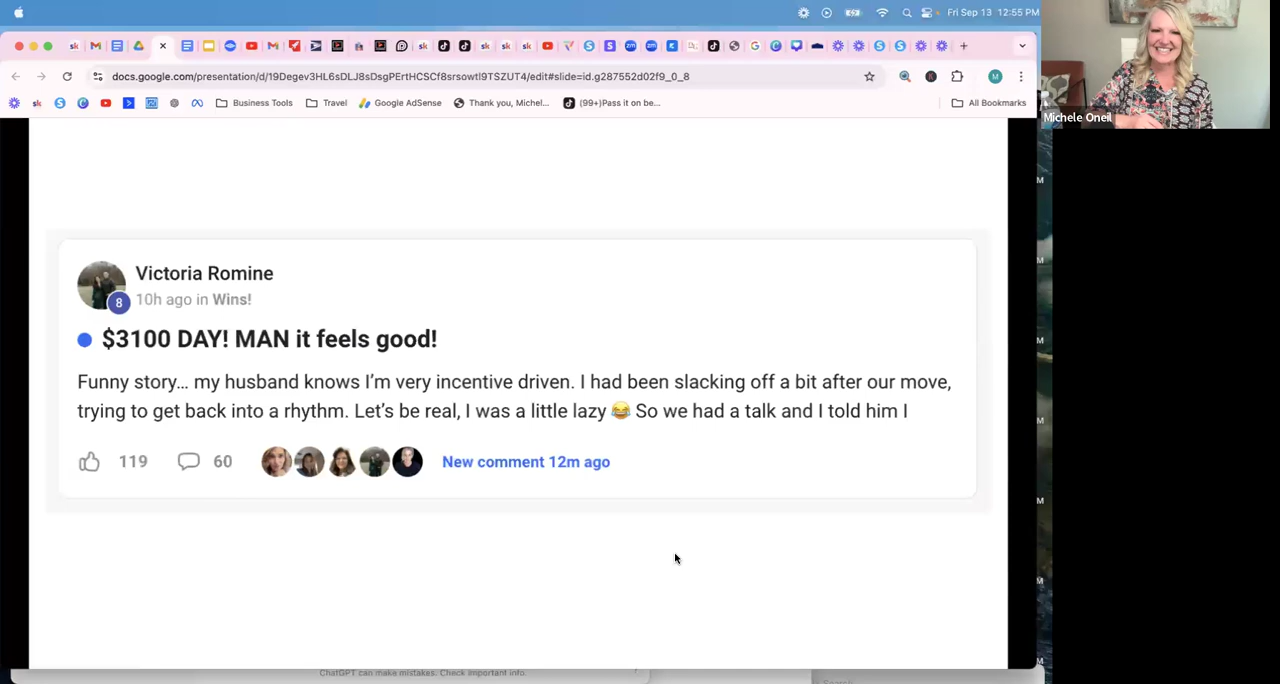 Fri Sep 13 12:55 PM
docs.google.com/presentation/d/19Degev3HL6sDLJ8sDsgPErtHCSCf8srsowtl9TSZUT4/edit#slide=id.g287552d02f9_0_8
Business Tools
Travel
Google AdSense
Thank you, Michel...
(99+)Pass it on be...
All Bookmarks
Michele Oneil
Victoria Romine
8
10h ago in Wins!
$3100 DAY! MAN it feels good!
Funny story... my husband knows I'm very incentive driven. I had been slacking off a bit after our move,
trying to get back into a rhythm. Let's be real, I was a little lazy 😂 So we had a talk and I told him I
119 60 New comment 12m ago
ChatGPT can make mistakes. Check important info.
Search
M
M
M
M
M
M
M